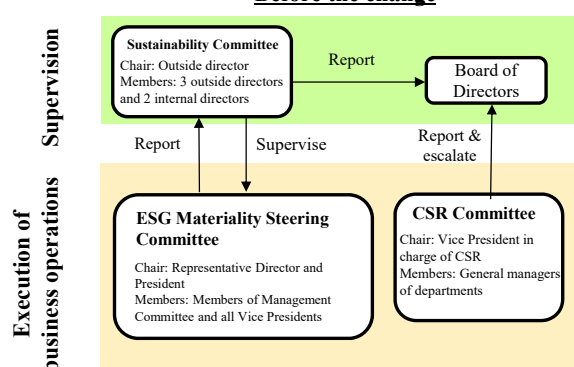 Before the change
Supervision
Sustainability Committee
Chair: Outside director
Members: 3 outside directors
and 2 internal directors
Report
Board of
Directors
Report
Supervise
Report &
escalate
Execution of
business operations
ESG Materiality Steering
Committee
Chair: Representative Director and
President
Members: Members of Management
Committee and all Vice Presidents
CSR Committee
Chair: Vice President in
charge of CSR
Members: General managers
of departments